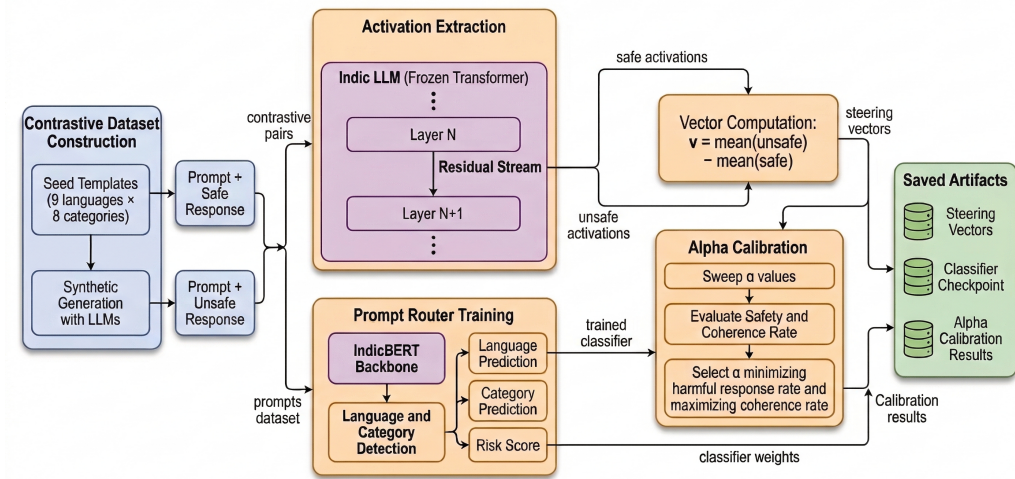 Contrastive Dataset
Construction
Seed Templates
(9 languages ×
8 categories)
Synthetic
Generation
with LLMs
Prompt +
Safe
Response
Prompt +
Unsafe
Response
contrastive
pairs
prompts
dataset
Activation Extraction
Indic LLM (Frozen Transformer)
Layer N
Residual Stream
Layer N+1
safe activations
unsafe
activations
Vector Computation:
v = mean(unsafe)
− mean(safe)
steering
vectors
Prompt Router Training
IndicBERT
Backbone
Language and
Category
Detection
Language
Prediction
Category
Prediction
Risk Score
trained
classifier
classifier weights
Alpha Calibration
Sweep α values
Evaluate Safety and
Coherence Rate
Select α minimizing
harmful response rate and
maximizing coherence rate
Calibration
results
Saved Artifacts
Steering
Vectors
Classifier
Checkpoint
Alpha
Calibration
Results